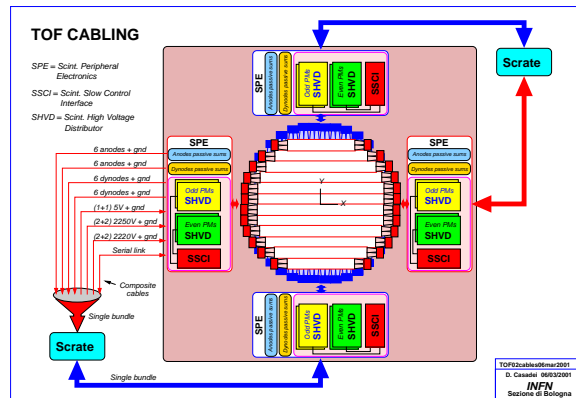 TOF CABLING
SPE = Scint. Peripheral
Electronics
SSCI = Scint. Slow Control
Interface
SHVD = Scint. High Voltage
Distributor
SPE
Anodes passive sums
Dynodes passive sums
Odd PMs
SHVD
Even PMs
SHVD
SSCI
Scrate
SPE
Anodes passive sums
Dynodes passive sums
Odd PMs
SHVD
Even PMs
SHVD
SSCI
6 anodes + gnd
6 anodes + gnd
6 dynodes + gnd
6 dynodes + gnd
(1+1) 5V + gnd
(2+2) 2250V + gnd
(2+2) 2220V + gnd
Serial link
Composite
cables
Single bundle
Scrate
Single bundle
Y
X
SPE
Anodes passive sums
Dynodes passive sums
Odd PMs
SHVD
Even PMs
SHVD
SSCI
SPE
Anodes passive sums
Dynodes passive sums
Odd PMs
SHVD
Even PMs
SHVD
SSCI
TOF02cables06mar2001
D. Casadei 06/03/2001
INFN
Sezione di Bologna